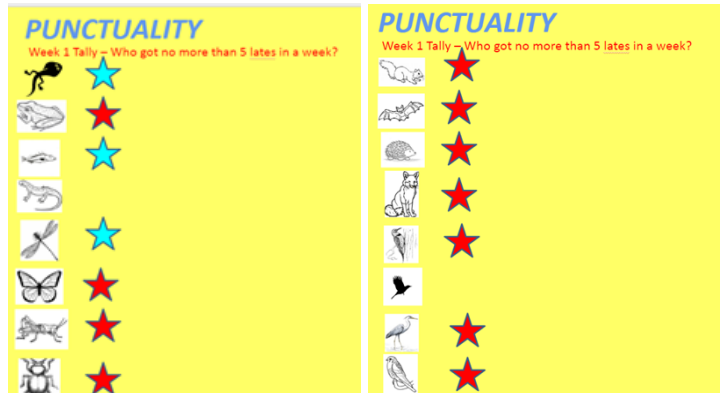 PUNCTUALITY
Week 1 Tally – Who got no more than 5 lates in a week?
PUNCTUALITY
Week 1 Tally – Who got no more than 5 lates in a week?